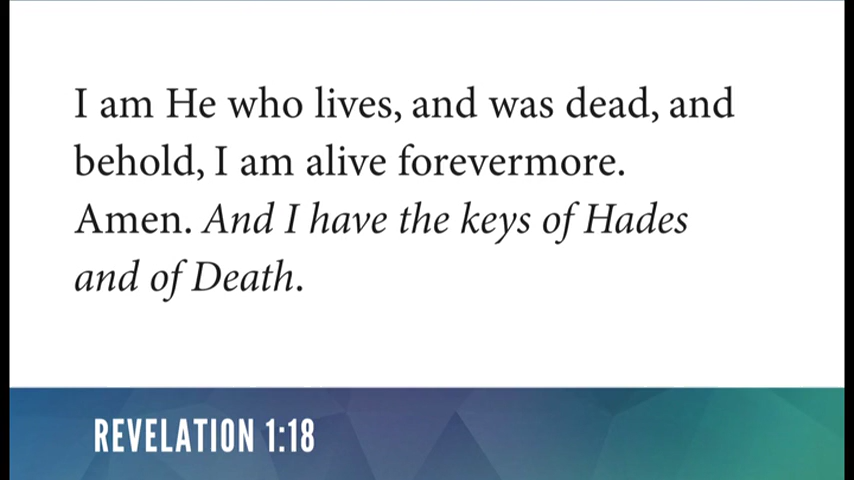 I am He who lives, and was dead, and
behold, I am alive forevermore.
Amen. And I have the keys of Hades
and of Death.
REVELATION 1:18